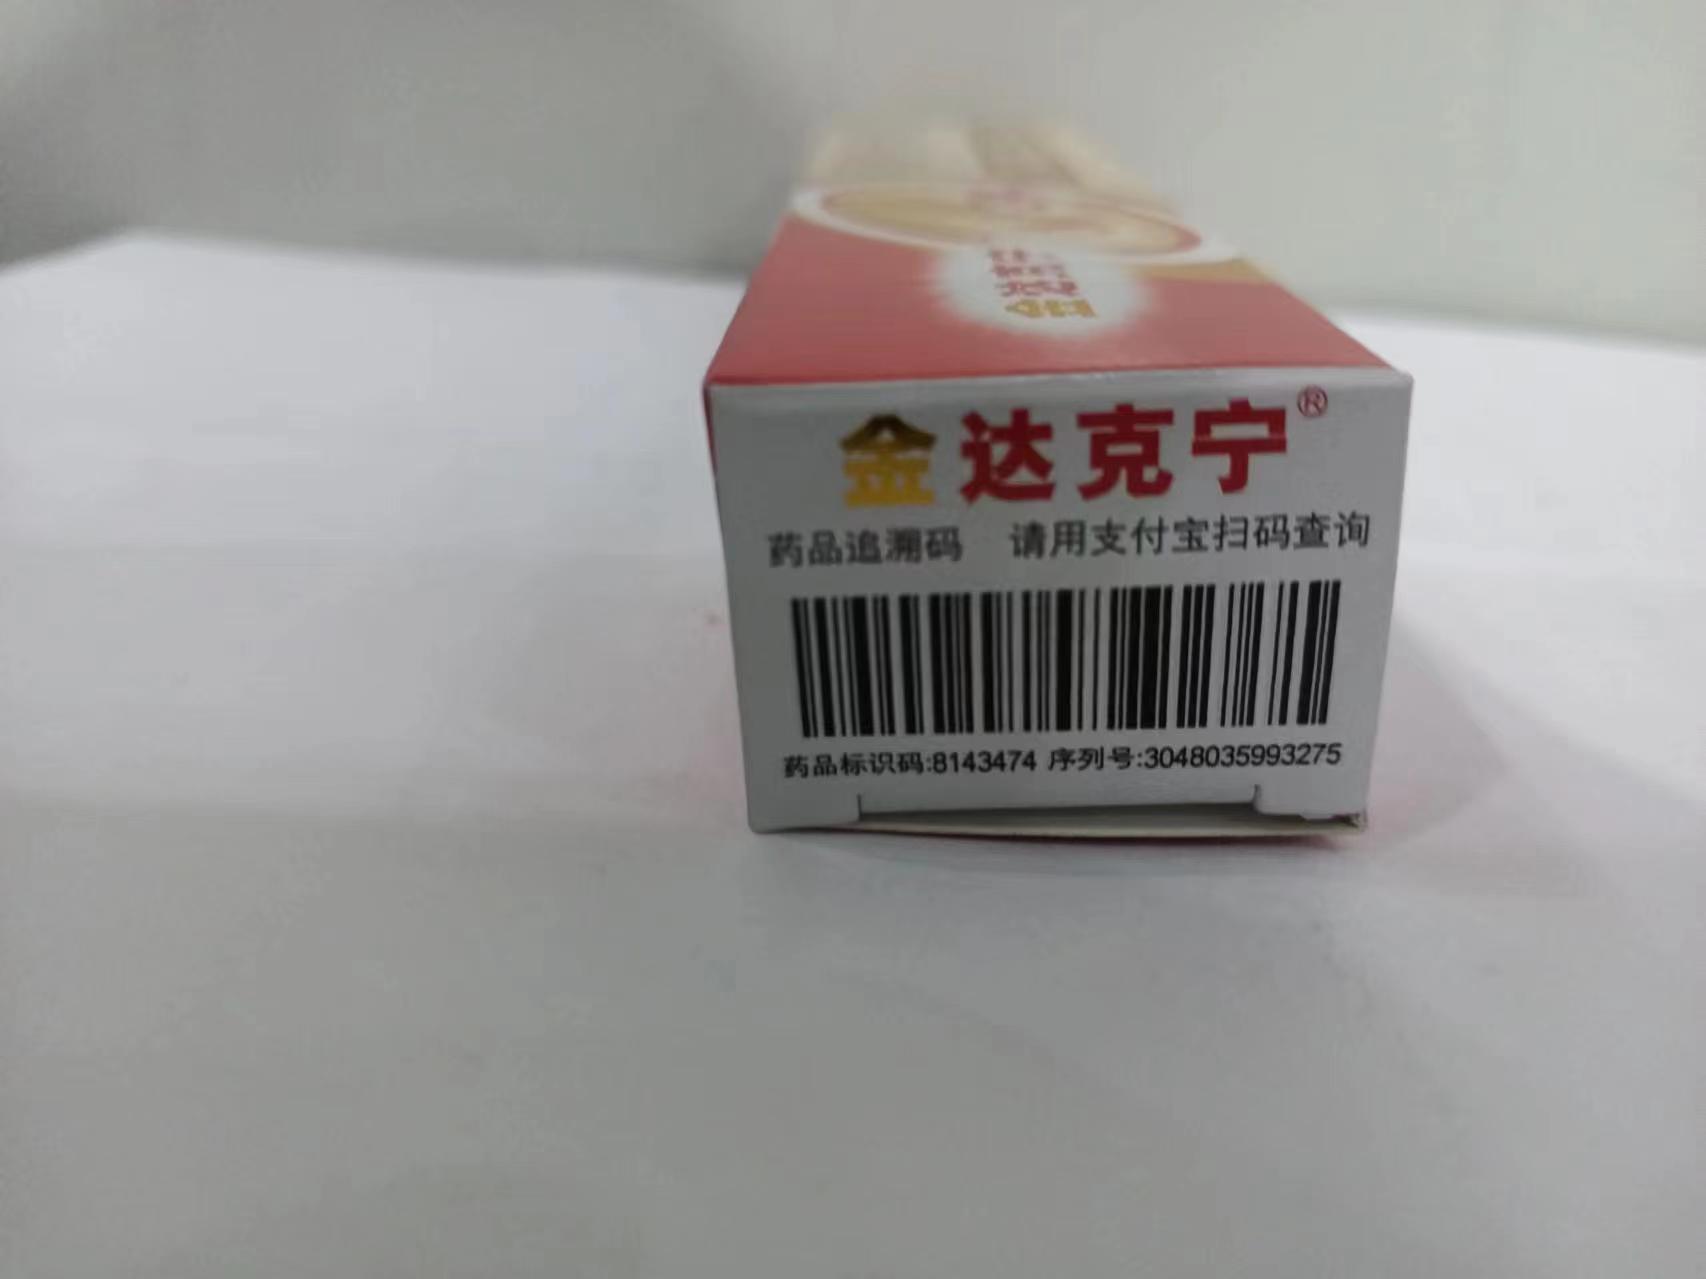 金达克宁®
药品追溯码 请用支付宝扫码查询
药品标识码:8143474 序列号:3048035993275